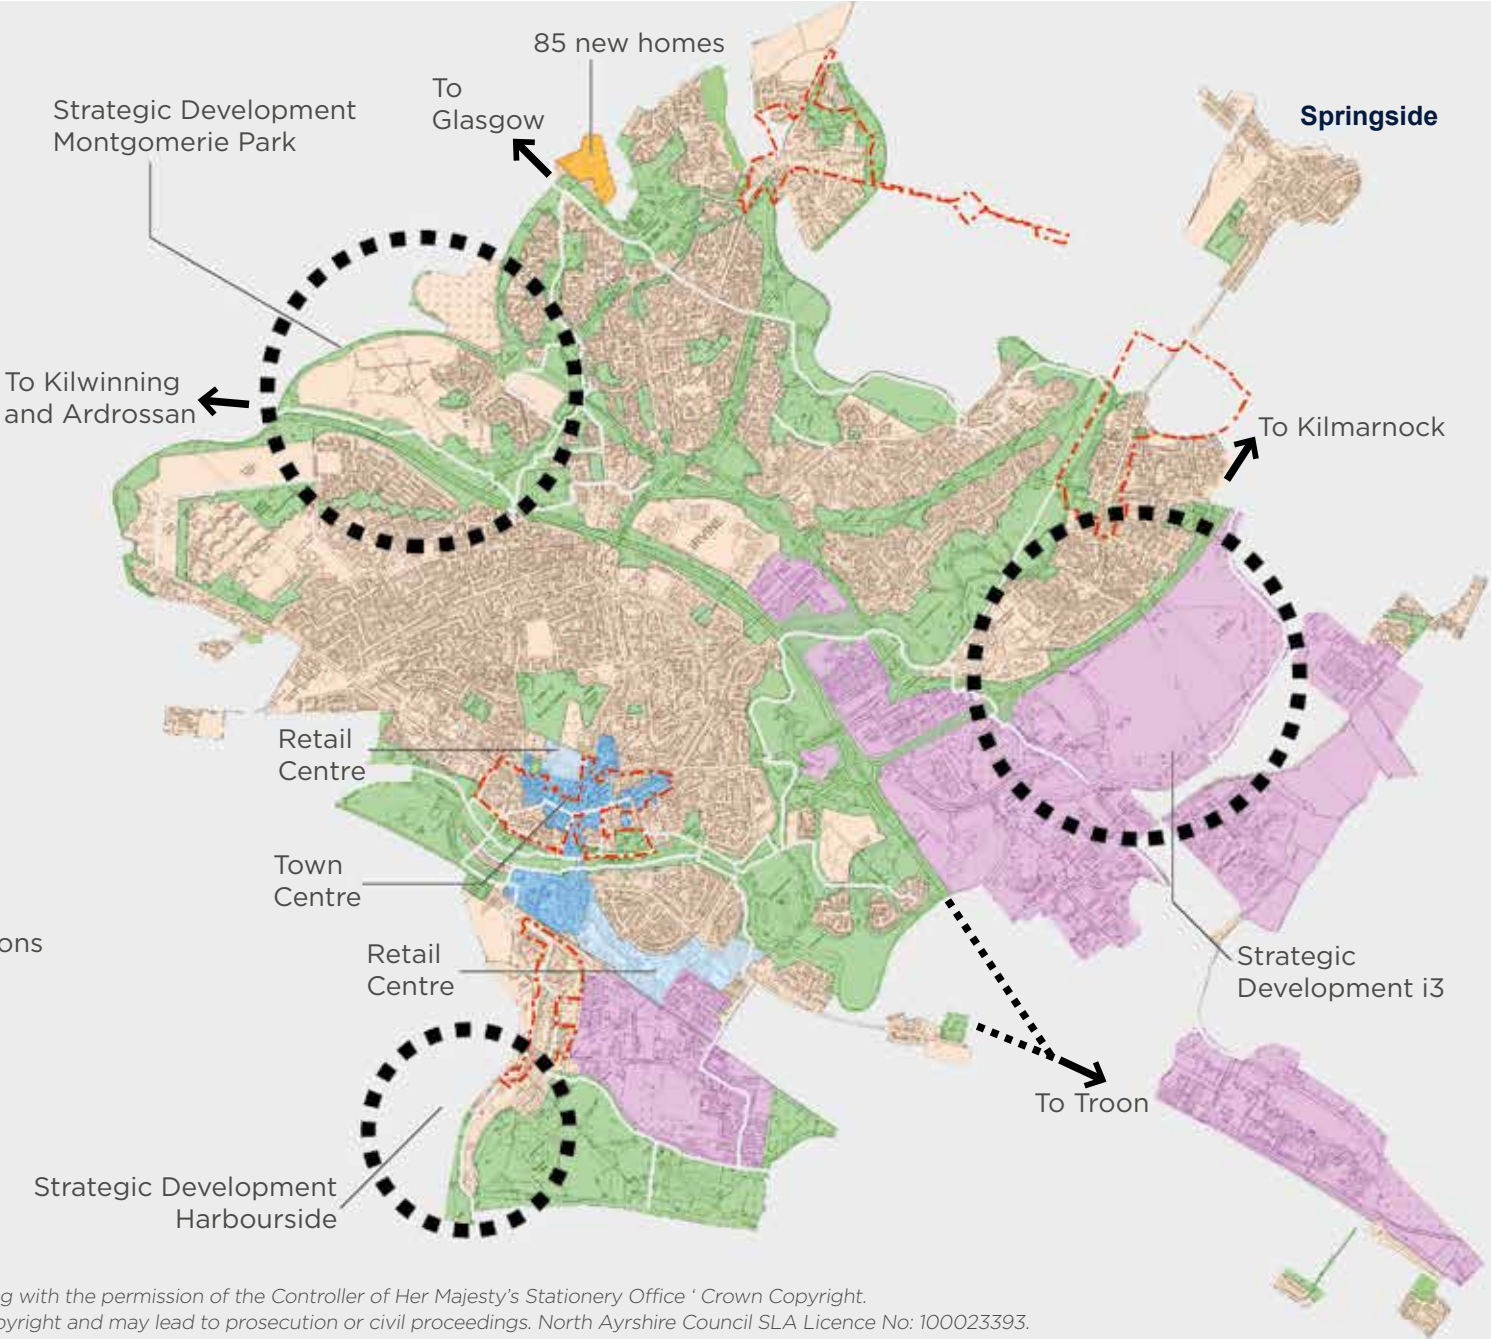 85 new homes
To
Glasgow
Strategic Development
Montgomerie Park
Springside
To Kilwinning
and Ardrossan
To Kilmarnock
IRVINE
Retail
Centre
Town
Centre
ons
Retail
Centre
Strategic
Development i3
To Troon
Strategic Development
Harbourside
g with the permission of the Controller of Her Majesty's Stationery Office ‘ Crown Copyright.
pyright and may lead to prosecution or civil proceedings. North Ayrshire Council SLA Licence No: 100023393.